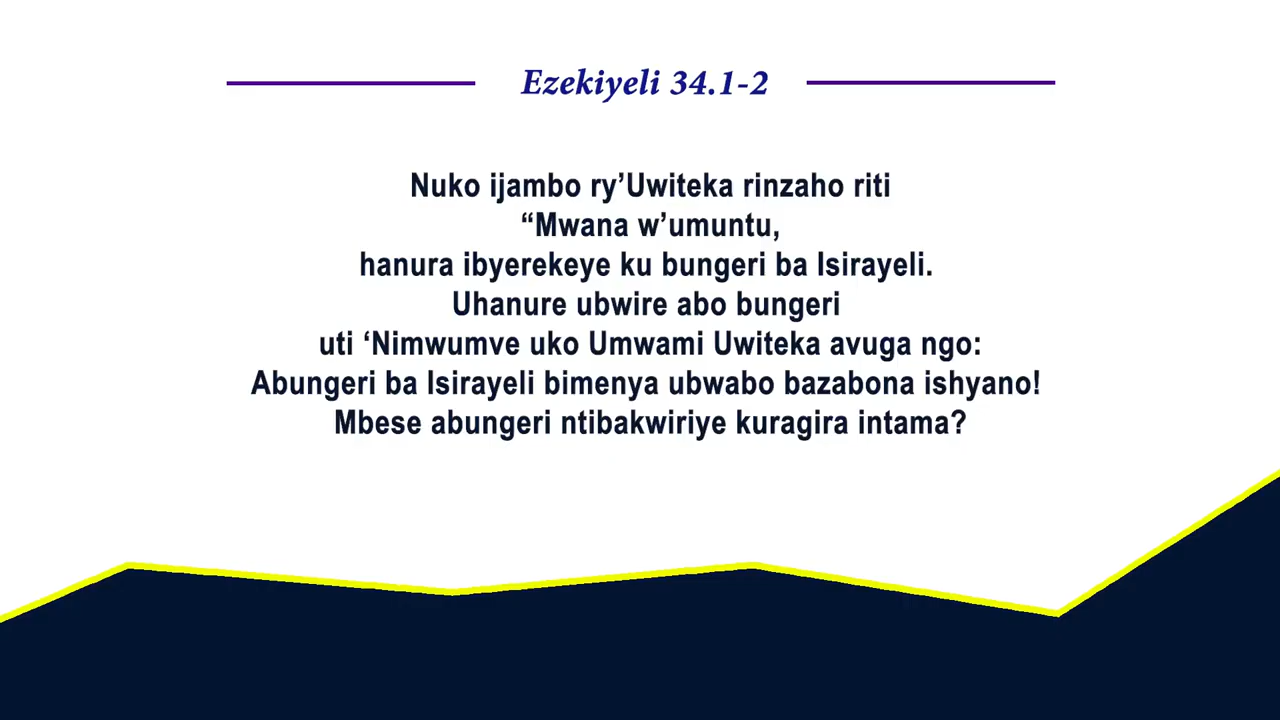 Ezekiyeli 34.1-2
Nuko ijambo ry’Uwiteka rinzaho riti
“Mwana w’umuntu,
hanura ibyerekeye ku bungeri ba Isirayeli.
Uhanure ubwire abo bungeri
uti ‘Nimwumve uko Umwami Uwiteka avuga ngo:
Abungeri ba Isirayeli bimenya ubwabo bazabona ishyano!
Mbese abungeri ntibakwiriye kuragira intama?